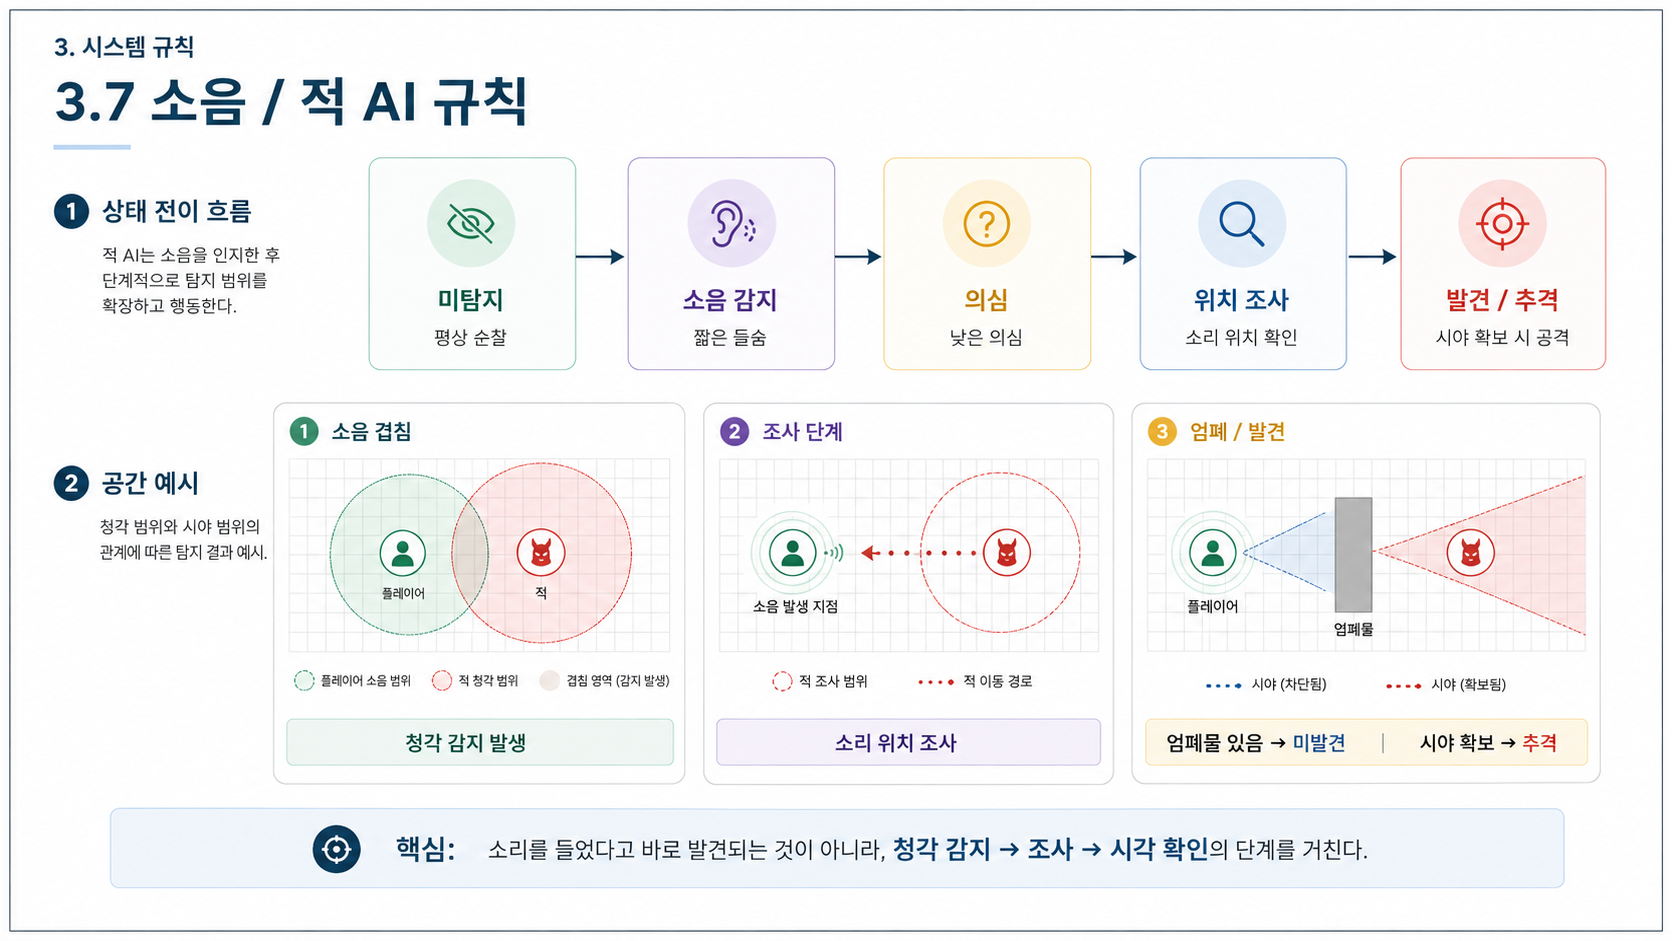 3. 시스템 규칙
3.7 소음 / 적 AI 규칙
1 상태 전이 흐름
적 AI는 소음을 인지한 후
단계적으로 탐지 범위를
확장하고 행동한다.
미탐지
평상 순찰
소음 감지
짧은 들숨
의심
낮은 의심
위치 조사
소리 위치 확인
발견 / 추격
시야 확보 시 공격
2 공간 예시
청각 범위와 시야 범위의
관계에 따른 탐지 결과 예시.
1 소음 겹침
플레이어
적
플레이어 소음 범위
적 청각 범위
겹침 영역 (감지 발생)
청각 감지 발생
2 조사 단계
소음 발생 지점
적 조사 범위
적 이동 경로
소리 위치 조사
3 엄폐 / 발견
플레이어
엄폐물
시야 (차단됨)
시야 (확보됨)
엄폐물 있음 → 미발견 | 시야 확보 → 추격
핵심: 소리를 들었다고 바로 발견되는 것이 아니라, 청각 감지 → 조사 → 시각 확인의 단계를 거친다.